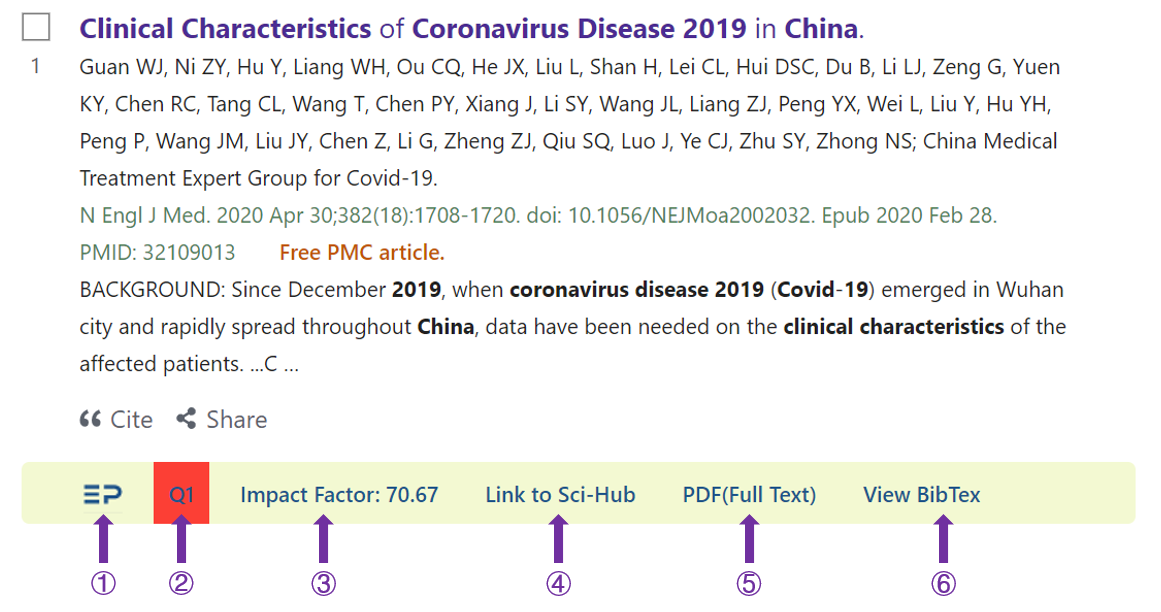 Clinical Characteristics of Coronavirus Disease 2019 in China.
1
Guan WJ, Ni ZY, Hu Y, Liang WH, Ou CQ, He JX, Liu L, Shan H, Lei CL, Hui DSC, Du B, Li LJ, Zeng G, Yuen
KY, Chen RC, Tang CL, Wang T, Chen PY, Xiang J, Li SY, Wang JL, Liang ZJ, Peng YX, Wei L, Liu Y, Hu YH,
Peng P, Wang JM, Liu JY, Chen Z, Li G, Zheng ZJ, Qiu SQ, Luo J, Ye CJ, Zhu SY, Zhong NS; China Medical
Treatment Expert Group for Covid-19.
N Engl J Med. 2020 Apr 30;382(18):1708-1720. doi: 10.1056/NEJMoa2002032. Epub 2020 Feb 28.
PMID: 32109013 Free PMC article.
BACKGROUND: Since December 2019, when coronavirus disease 2019 (Covid-19) emerged in Wuhan
city and rapidly spread throughout China, data have been needed on the clinical characteristics of the
affected patients. ...C ...
Cite Share
EP Q1 Impact Factor: 70.67 Link to Sci-Hub PDF(Full Text) View BibTex
① ② ③ ④ ⑤ ⑥